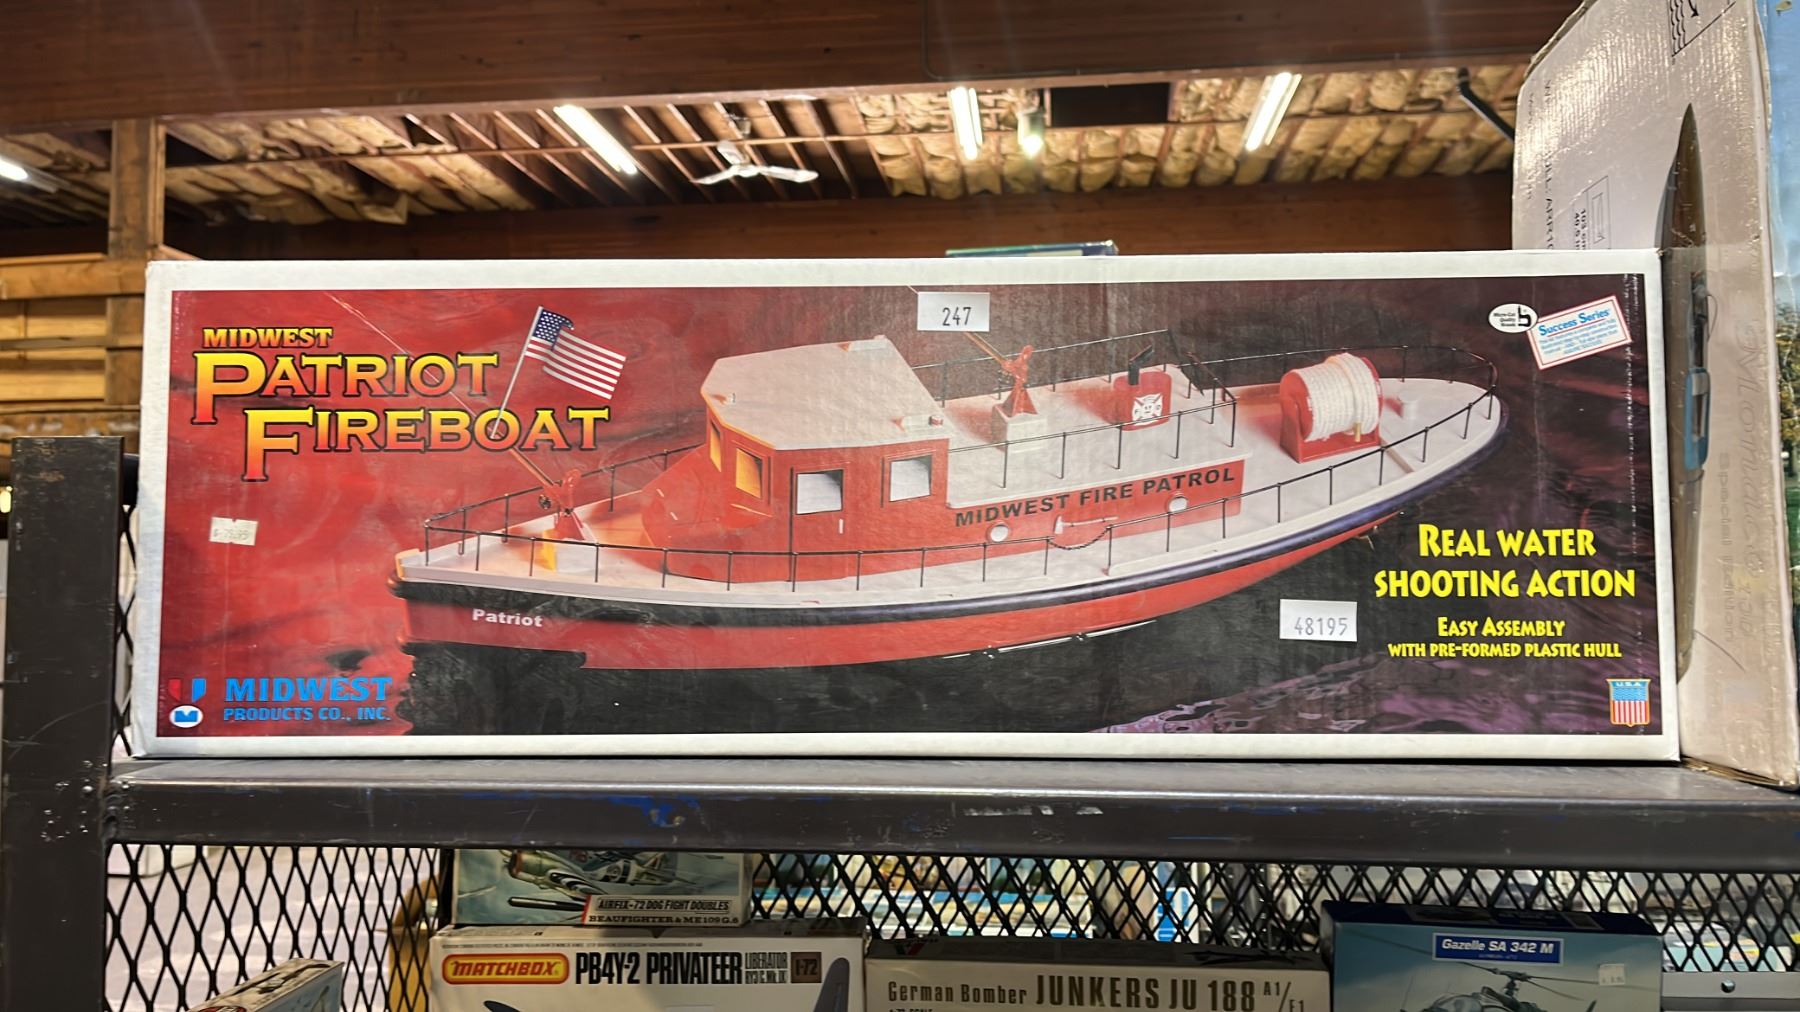 247
MIDWEST
PATRIOT
FIREBOAT
Success Series
MIDWEST FIRE PATROL
Patriot
REAL WATER
SHOOTING ACTION
EASY ASSEMBLY
WITH PRE-FORMED PLASTIC HULL
48195
MIDWEST
PRODUCTS CO., INC.
U.S.A.
AIRFIX-72 DOG FIGHT DOUBLES
BEAUFIGHTER & ME109G.6
MATCHBOX
PB4Y-2 PRIVATEER
LIBERATOR
1-72
German Bomber JUNKERS JU 188 A1/E1
Gazelle SA 342 M